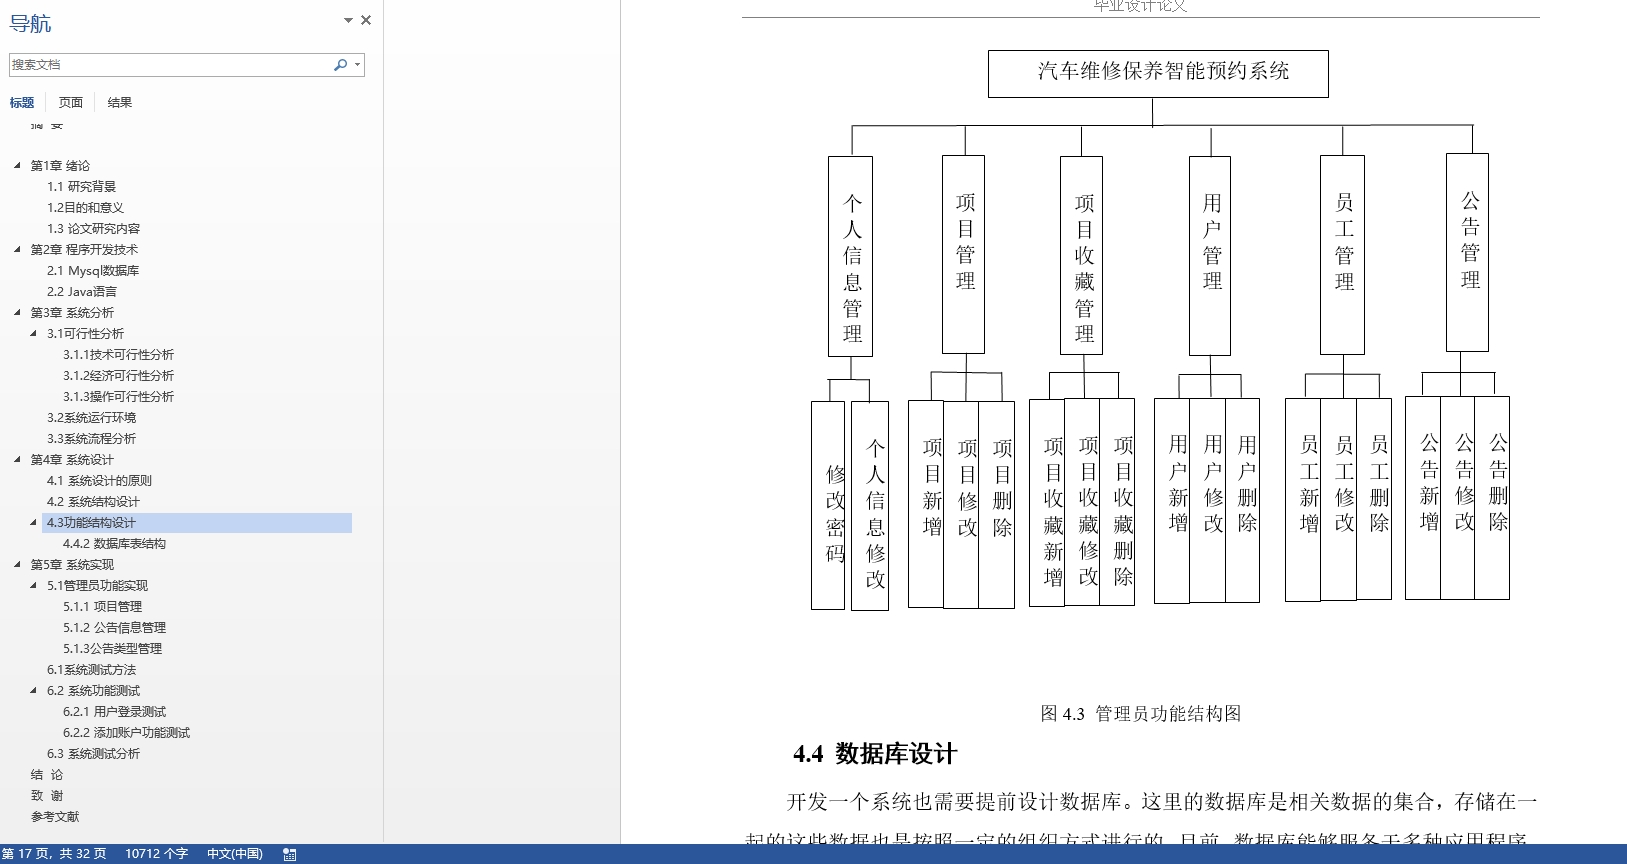 导航
搜索文档
标题 页面 结果
摘 要
第1章 绪论
1.1 研究背景
1.2目的和意义
1.3 论文研究内容
第2章 程序开发技术
2.1 Mysql数据库
2.2 Java语言
第3章 系统分析
3.1可行性分析
3.1.1技术可行性分析
3.1.2经济可行性分析
3.1.3操作可行性分析
3.2系统运行环境
3.3系统流程分析
第4章 系统设计
4.1 系统设计的原则
4.2 系统结构设计
4.3功能结构设计
4.4.2 数据库表结构
第5章 系统实现
5.1管理员功能实现
5.1.1 项目管理
5.1.2 公告信息管理
5.1.3公告类型管理
6.1系统测试方法
6.2 系统功能测试
6.2.1 用户登录测试
6.2.2 添加账户功能测试
6.3 系统测试分析
结 论
致 谢
参考文献
毕业设计论文
汽车维修保养智能预约系统
个人信息管理
项目管理
项目收藏管理
用户管理
员工管理
公告管理
修改密码
个人信息修改
项目新增
项目修改
项目删除
项目收藏新增
项目收藏修改
项目收藏删除
用户新增
用户修改
用户删除
员工新增
员工修改
员工删除
公告新增
公告修改
公告删除
图 4.3 管理员功能结构图
4.4 数据库设计
开发一个系统也需要提前设计数据库。这里的数据库是相关数据的集合，存储在一
起的这些数据也是按照一定的组织方式进行的。目前，数据库能够服务于多种应用程序，
第 17 页，共 32 页 10712 个字 中文(中国)